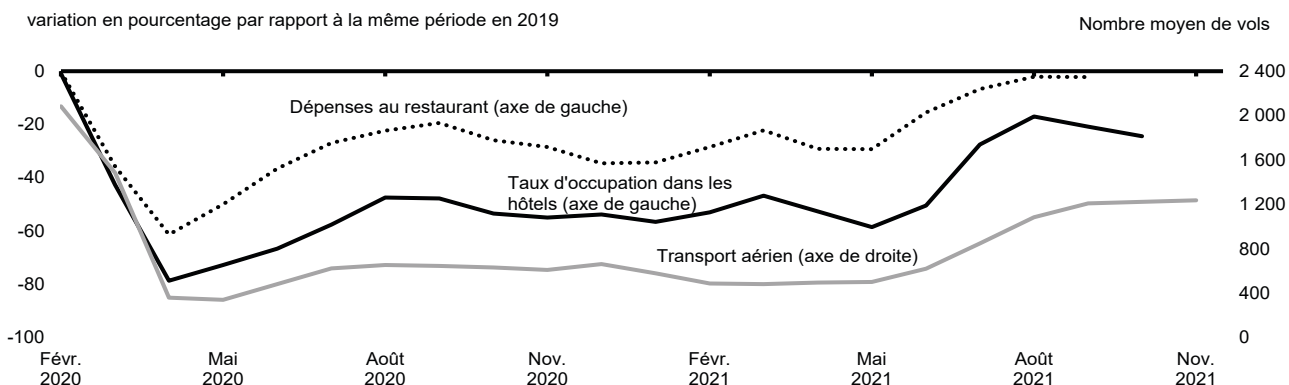 variation en pourcentage par rapport à la même période en 2019
Nombre moyen de vols
0
-20
-40
-60
-80
-100
2 400
2 000
1 600
1 200
800
400
0
Dépenses au restaurant (axe de gauche)
Taux d'occupation dans les
hôtels (axe de gauche)
Transport aérien (axe de droite)
Févr.
2020
Mai
2020
Août
2020
Nov.
2020
Févr.
2021
Mai
2021
Août
2021
Nov.
2021